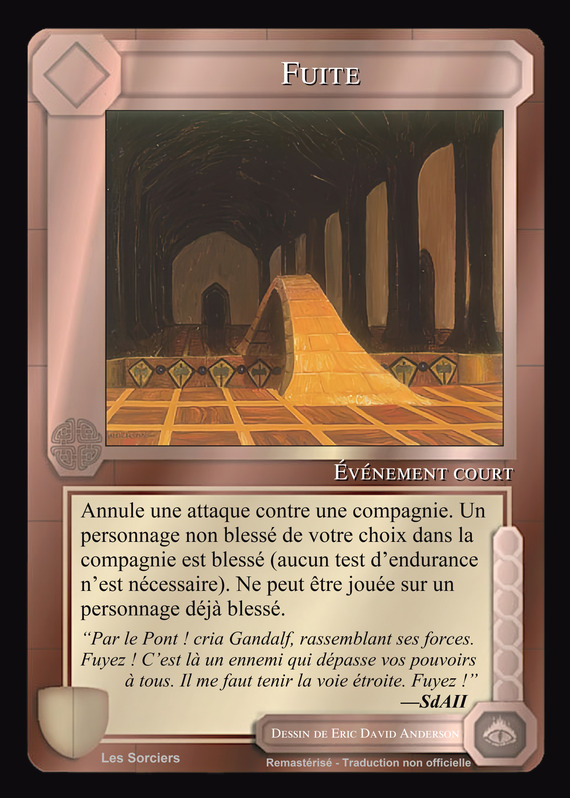 Fuite
Événement court
Annule une attaque contre une compagnie. Un
personnage non blessé de votre choix dans la
compagnie est blessé (aucun test d'endurance
n'est nécessaire). Ne peut être jouée sur un
personnage déjà blessé.
“Par le Pont ! cria Gandalf, rassemblant ses forces.
Fuyez ! C'est là un ennemi qui dépasse vos pouvoirs
à tous. Il me faut tenir la voie étroite. Fuyez !”
—SdAII
Dessin de Eric David Anderson
Les Sorciers
Remastérisé - Traduction non officielle